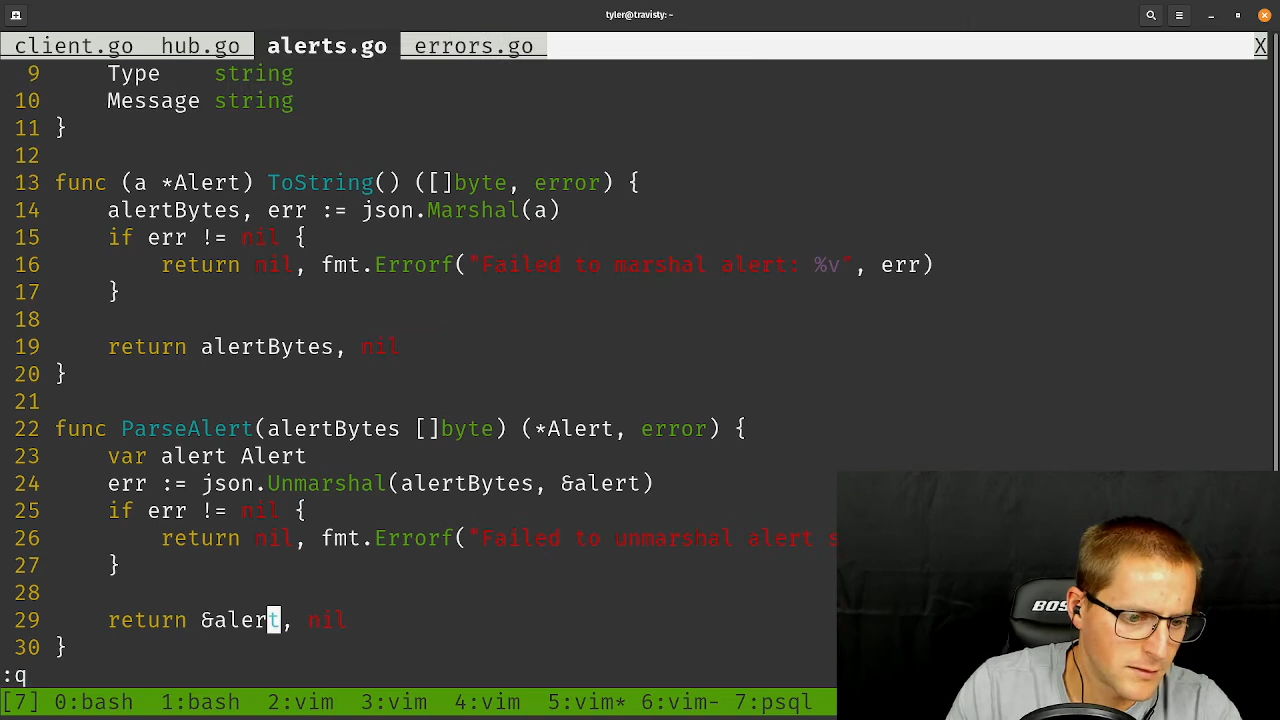 tyler@travisty: ~
client.go hub.go alerts.go errors.go X
9 Type string
10 Message string
11 }
12
13 func (a *Alert) ToString() ([]byte, error) {
14 alertBytes, err := json.Marshal(a)
15 if err != nil {
16 return nil, fmt.Errorf("Failed to marshal alert: %v", err)
17 }
18
19 return alertBytes, nil
20 }
21
22 func ParseAlert(alertBytes []byte) (*Alert, error) {
23 var alert Alert
24 err := json.Unmarshal(alertBytes, &alert)
25 if err != nil {
26 return nil, fmt.Errorf("Failed to unmarshal alert
27 }
28
29 return &alert, nil
30 }
:q
[7] 0:bash 1:bash 2:vim 3:vim 4:vim 5:vim* 6:vim- 7:psql